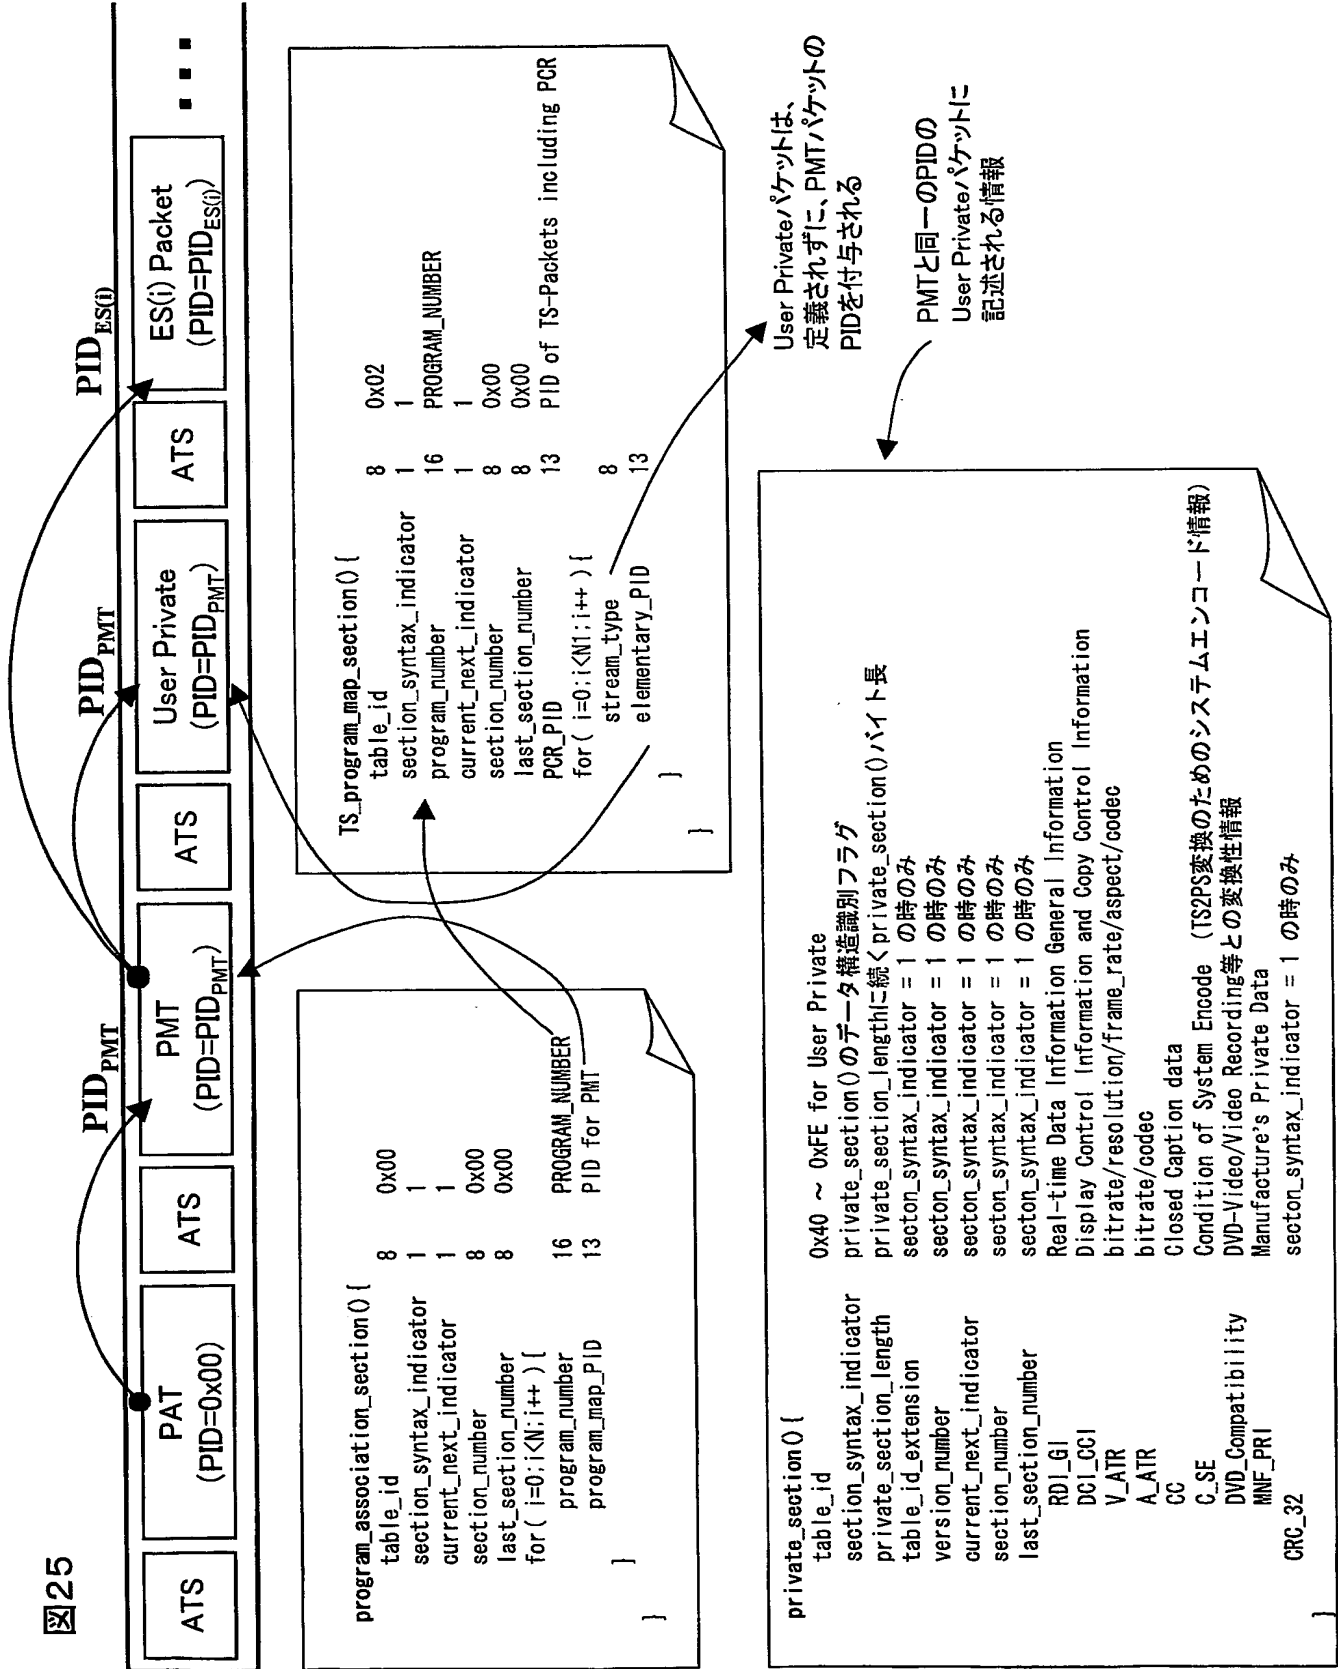 図25
PID_PMT
PID_PMT
PID_ES(i)
ATS
PAT
(PID=0x00)
ATS
PMT
(PID=PID_PMT)
ATS
User Private
(PID=PID_PMT)
ATS
ES(i) Packet
(PID=PID_ES(i))
■ ■ ■
program_association_section(){
table_id 8 0x00
section_syntax_indicator 1 1
current_next_indicator 1 1
section_number 8 0x00
last_section_number 8 0x00
for( i=0;i<N;i++ ){
program_number 16 PROGRAM_NUMBER
program_map_PID 13 PID for PMT
}
}
TS_program_map_section(){
table_id 8 0x02
section_syntax_indicator 1 1
program_number 16 PROGRAM_NUMBER
current_next_indicator 1 1
section_number 8 0x00
last_section_number 8 0x00
PCR_PID 13 PID of TS-Packets including PCR
for( i=0;i<N1;i++ ){
stream_type 8
elementary_PID 13
}
}
User Privateパケットは、
定義されずに、PMTパケットの
PIDを付与される
PMTと同一のPIDの
User Privateパケットに
記述される情報
private_section(){
table_id 0x40 ~ 0xFE for User Private
section_syntax_indicator private_section()のデータ構造識別フラグ
private_section_length private_section_lengthに続くprivate_section()バイト長
table_id_extension secton_syntax_indicator = 1 の時のみ
version_number secton_syntax_indicator = 1 の時のみ
current_next_indicator secton_syntax_indicator = 1 の時のみ
section_number secton_syntax_indicator = 1 の時のみ
last_section_number secton_syntax_indicator = 1 の時のみ
RDI_GI Real-time Data Information General Information
DCI_CCI Display Control Information and Copy Control Information
V_ATR bitrate/resolution/frame_rate/aspect/codec
A_ATR bitrate/codec
CC Closed Caption data
C_SE Condition of System Encode (TS2PS変換のためのシステムエンコード情報)
DVD_Compatibility DVD-Video/Video Recording等との変換性情報
MNF_PRI Manufacture's Private Data
CRC_32 secton_syntax_indicator = 1 の時のみ
}